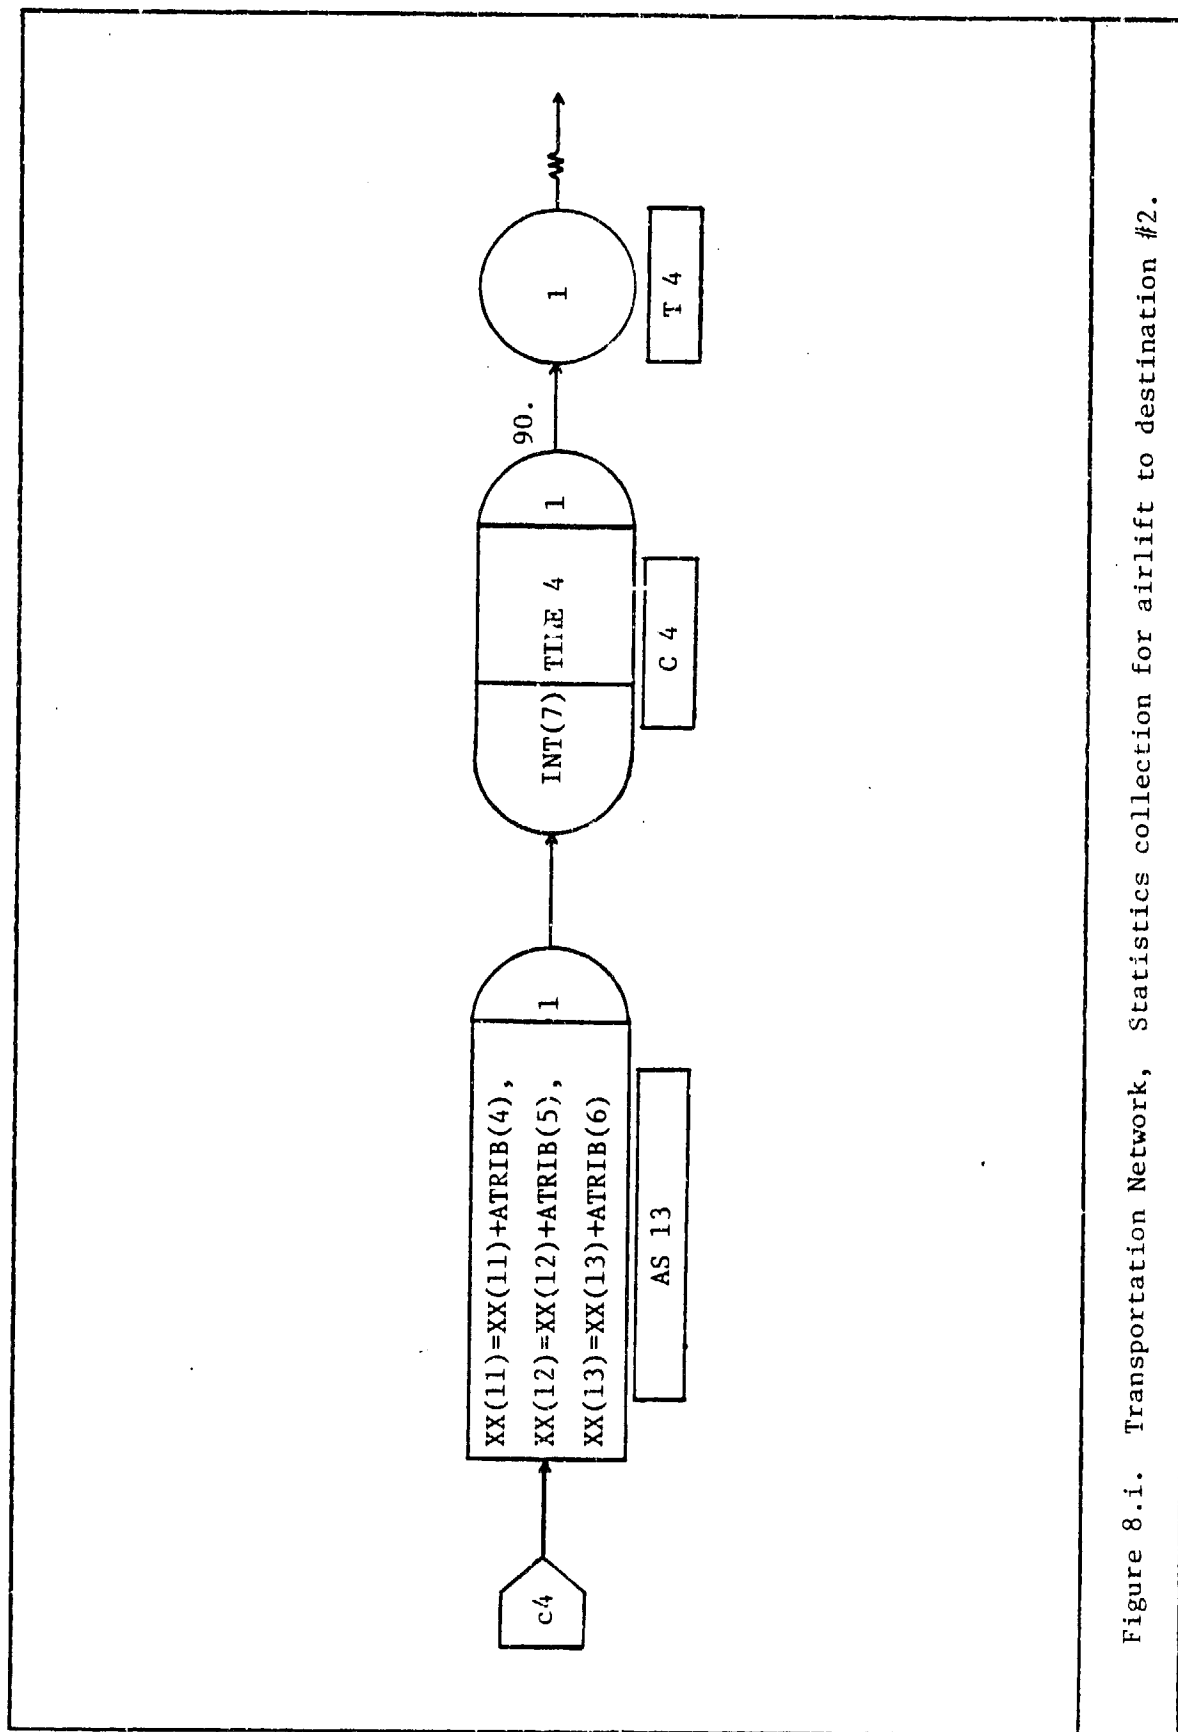 c4
XX(11)=XX(11)+ATRIB(4),
XX(12)=XX(12)+ATRIB(5),
XX(13)=XX(13)+ATRIB(6)
1
AS 13
INT(7)
TIME 4
1
C 4
90.
1
T 4
Figure 8.i. Transportation Network, Statistics collection for airlift to destination #2.